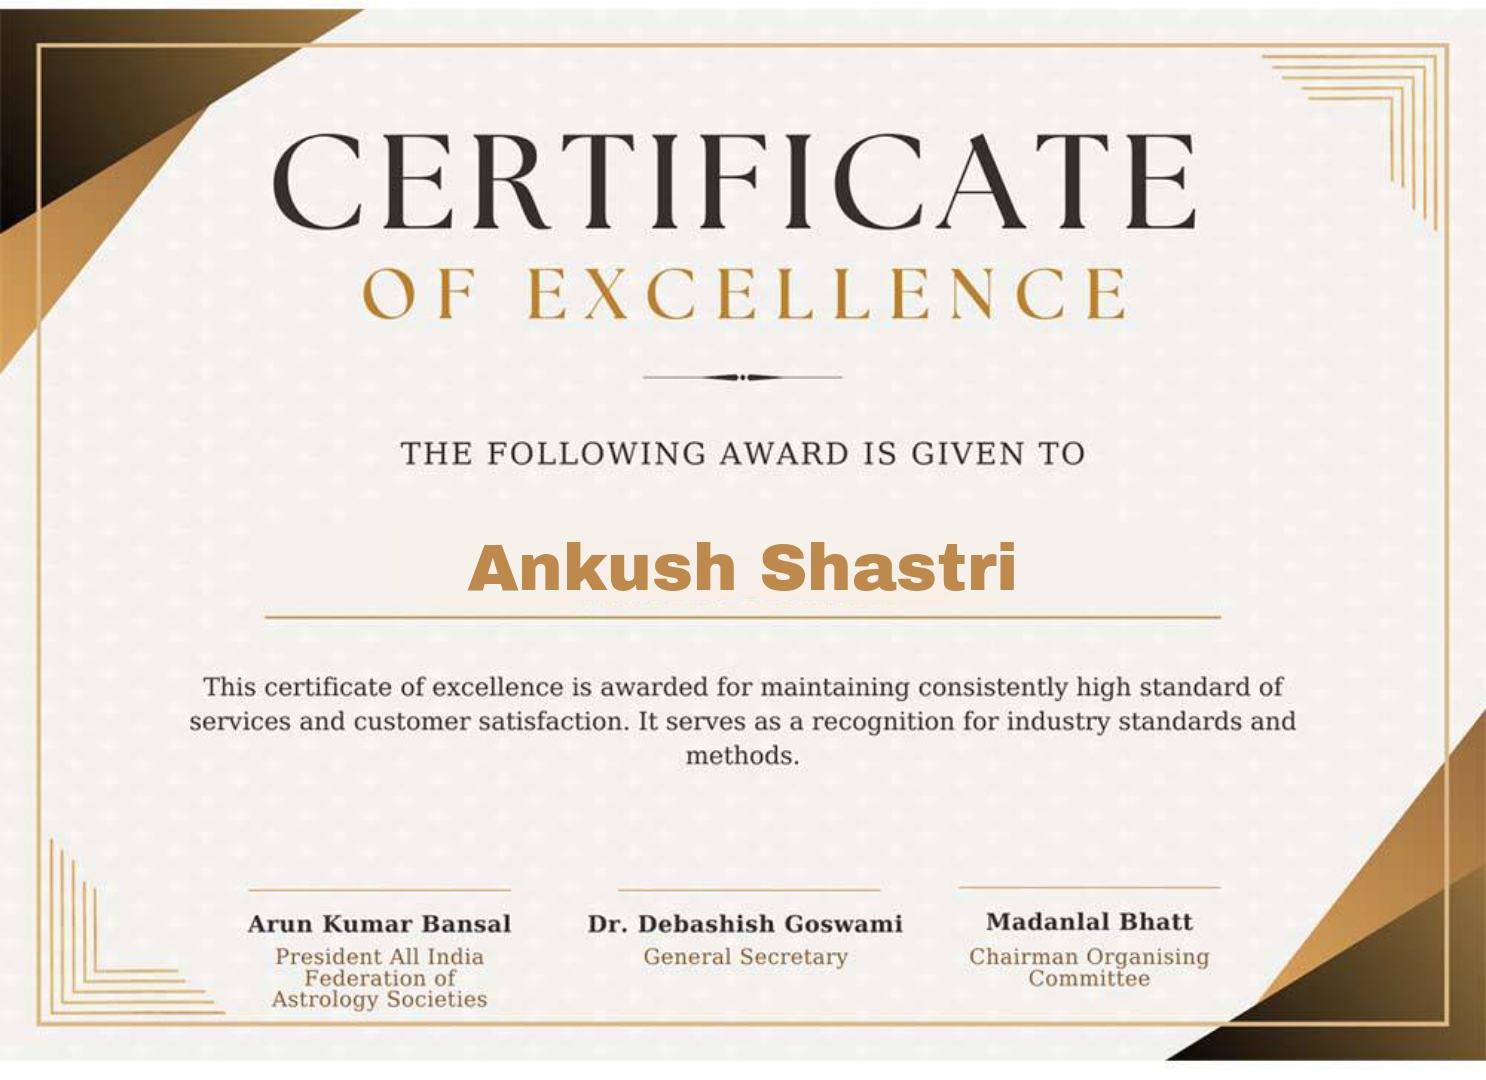 CERTIFICATE
OF EXCELLENCE
THE FOLLOWING AWARD IS GIVEN TO
Ankush Shastri
This certificate of excellence is awarded for maintaining consistently high standard of
services and customer satisfaction. It serves as a recognition for industry standards and
methods.
Arun Kumar Bansal
President All India
Federation of
Astrology Societies
Dr. Debashish Goswami
General Secretary
Madanlal Bhatt
Chairman Organising
Committee